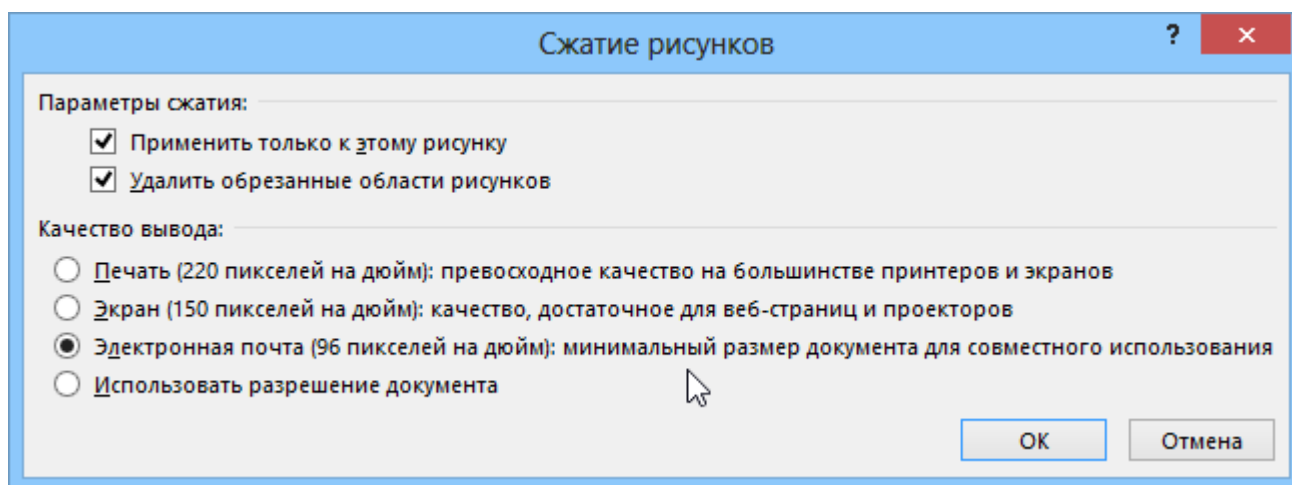 Сжатие рисунков
?
Параметры сжатия:
Применить только к этому рисунку
Удалить обрезанные области рисунков
Качество вывода:
Печать (220 пикселей на дюйм): превосходное качество на большинстве принтеров и экранов
Экран (150 пикселей на дюйм): качество, достаточное для веб-страниц и проекторов
Электронная почта (96 пикселей на дюйм): минимальный размер документа для совместного использования
Использовать разрешение документа
ОК Отмена